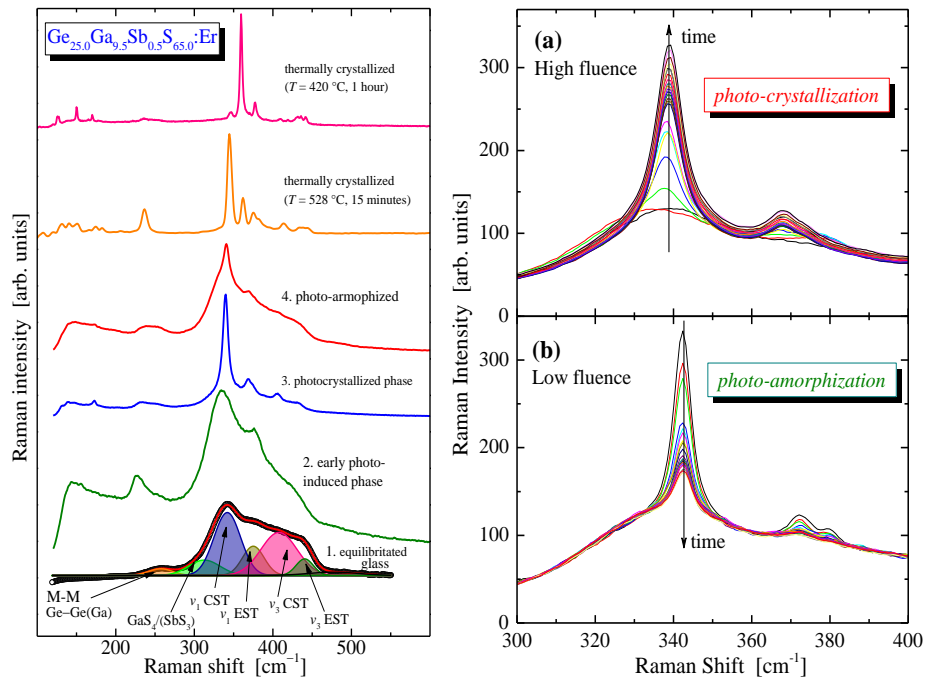 Ge25.0Ga9.5Sb0.5S65.0:Er
thermally crystallized
(T = 420 °C, 1 hour)
thermally crystallized
(T = 528 °C, 15 minutes)
4. photo-armophized
3. photocrystallized phase
2. early photo-
induced phase
1. equilibritated
glass
M-M
Ge–Ge(Ga)
GaS4/(SbS3)
ν1 CST
ν1 EST
ν3 CST
ν3 EST
100 200 300 400 500
Raman shift [cm−1]
Raman intensity [arb. units]
(a)
time
High fluence
photo-crystallization
300
200
100
0
(b)
Low fluence
photo-amorphization
time
300
200
100
0
300 320 340 360 380 400
Raman Shift [cm−1]
Raman Intensity [arb. units]